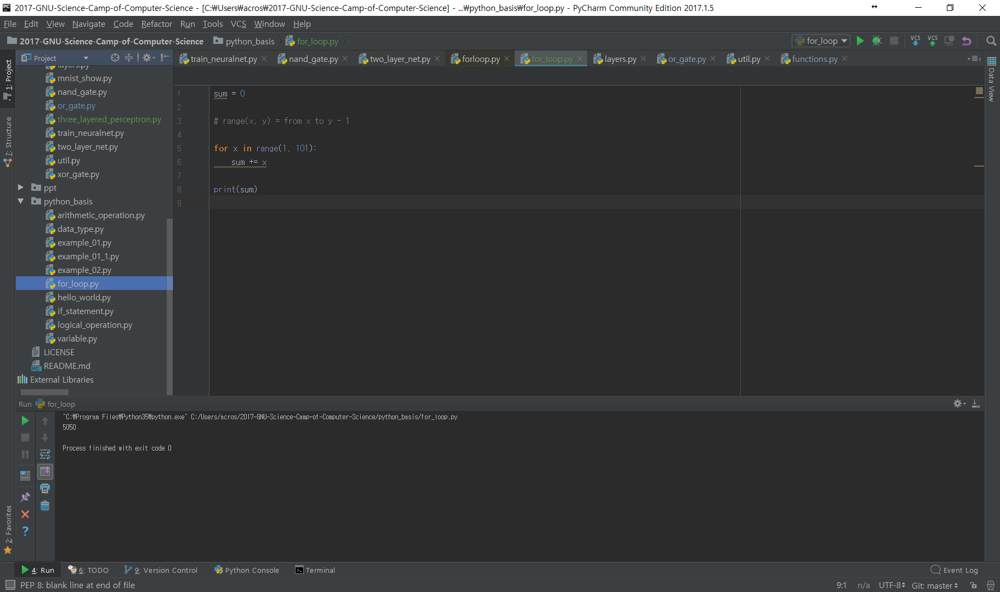 2017-GNU-Science-Camp-of-Computer-Science - [C:₩Users₩acros₩2017-GNU-Science-Camp-of-Computer-Science] - ...₩python_basis₩for_loop.py - PyCharm Community Edition 2017.1.5
File Edit View Navigate Code Refactor Run Tools VCS Window Help
2017-GNU-Science-Camp-of-Computer-Science python_basis for_loop.py
for_loop VCS VCS
Project
train_neuralnet.py nand_gate.py two_layer_net.py forloop.py for_loop.py layers.py or_gate.py util.py functions.py
1: Project
7: Structure
2: Favorites
Data View
layers.py
mnist_show.py
nand_gate.py
or_gate.py
three_layered_perceptron.py
train_neuralnet.py
two_layer_net.py
util.py
xor_gate.py
ppt
python_basis
arithmetic_operation.py
data_type.py
example_01.py
example_01_1.py
example_02.py
for_loop.py
hello_world.py
if_statement.py
logical_operation.py
variable.py
LICENSE
README.md
External Libraries
1 sum = 0
2
3 # range(x, y) = from x to y - 1
4
5 for x in range(1, 101):
6     sum += x
7
8 print(sum)
9
Run for_loop
"C:₩Program Files₩Python35₩python.exe" C:/Users/acros/2017-GNU-Science-Camp-of-Computer-Science/python_basis/for_loop.py
5050
Process finished with exit code 0
4: Run 6: TODO 9: Version Control Python Console Terminal Event Log
PEP 8: blank line at end of file 9:1 n/a UTF-8 Git: master